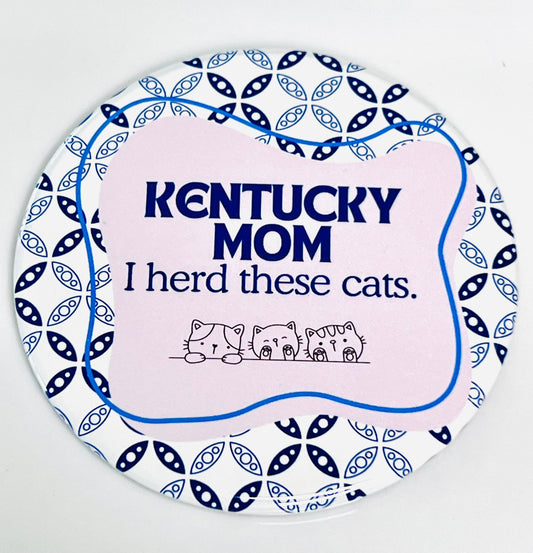 KENTUCKY
MOM
I herd these cats.